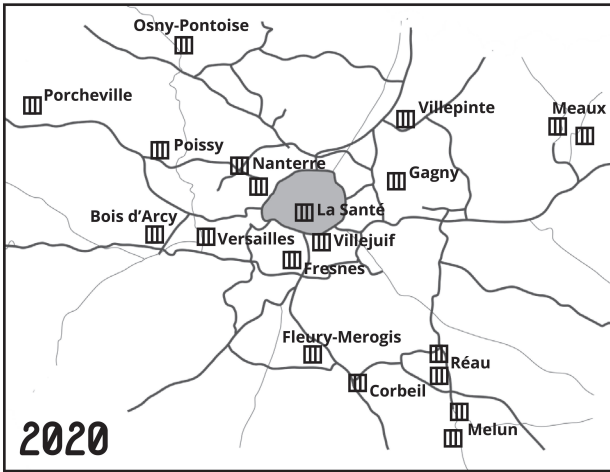 Osny-Pontoise
Porcheville
Villepinte
Meaux
Poissy
Nanterre
Gagny
La Santé
Bois d'Arcy
Versailles
Villejuif
Fresnes
Fleury-Merogis
Réau
Corbeil
Melun
2020